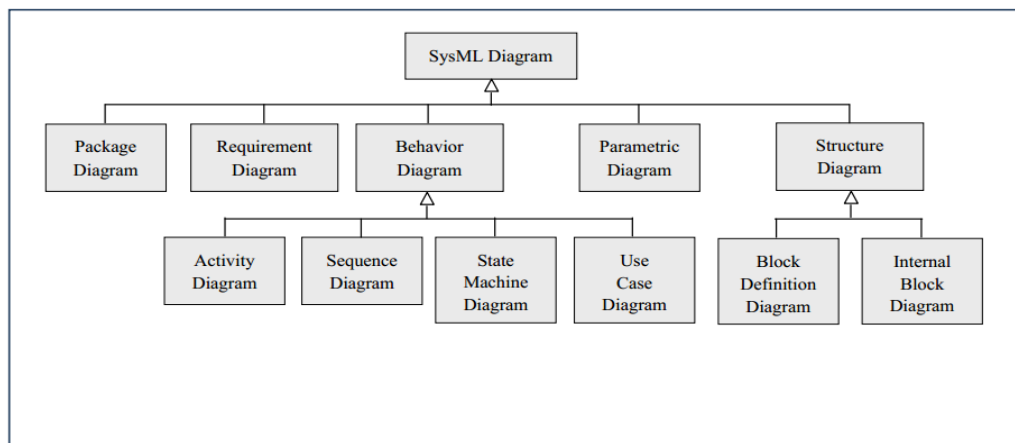 SysML Diagram
Package
Diagram
Requirement
Diagram
Behavior
Diagram
Parametric
Diagram
Structure
Diagram
Activity
Diagram
Sequence
Diagram
State
Machine
Diagram
Use
Case
Diagram
Block
Definition
Diagram
Internal
Block
Diagram